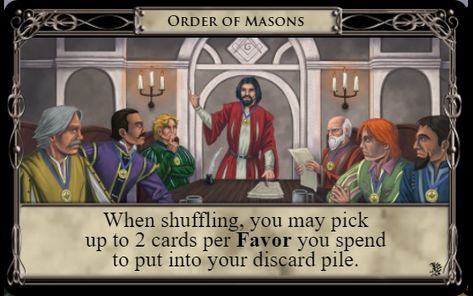 Order of Masons
When shuffling, you may pick
up to 2 cards per Favor you spend
to put into your discard pile.